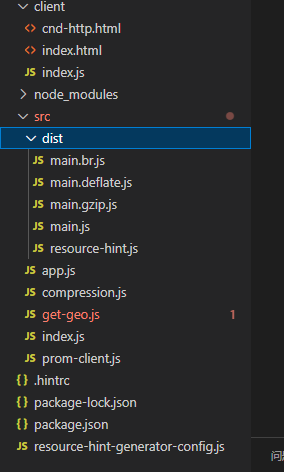 client
<> cnd-http.html
<> index.html
JS index.js
node_modules
src
dist
JS main.br.js
JS main.deflate.js
JS main.gzip.js
JS main.js
JS resource-hint.js
JS app.js
JS compression.js
JS get-geo.js 1
JS index.js
JS prom-client.js
{} .hintrc
{} package-lock.json
{} package.json
JS resource-hint-generator-config.js